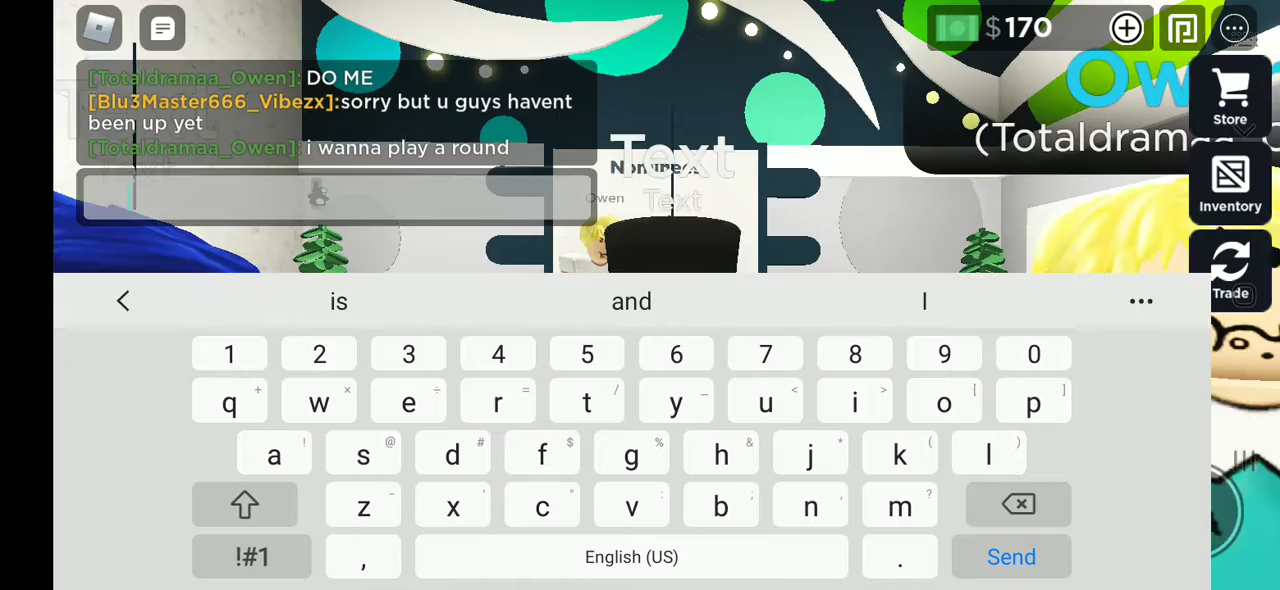 $170
[Totaldramaa_Owen]: DO ME
[Blu3Master666_Vibezx]:sorry but u guys havent
been up yet
[Totaldramaa_Owen]: i wanna play a round
Text
Text
Owen
Ow
(Totaldrama
Store
Inventory
Trade
is and I
1 2 3 4 5 6 7 8 9 0
q + w × e ÷ r = t / y _ u < i > o [ p ]
a ! s @ d # f $ g % h & j * k ( l )
z - x ' c " v : b ; n , m ?
!#1 , English (US) . Send